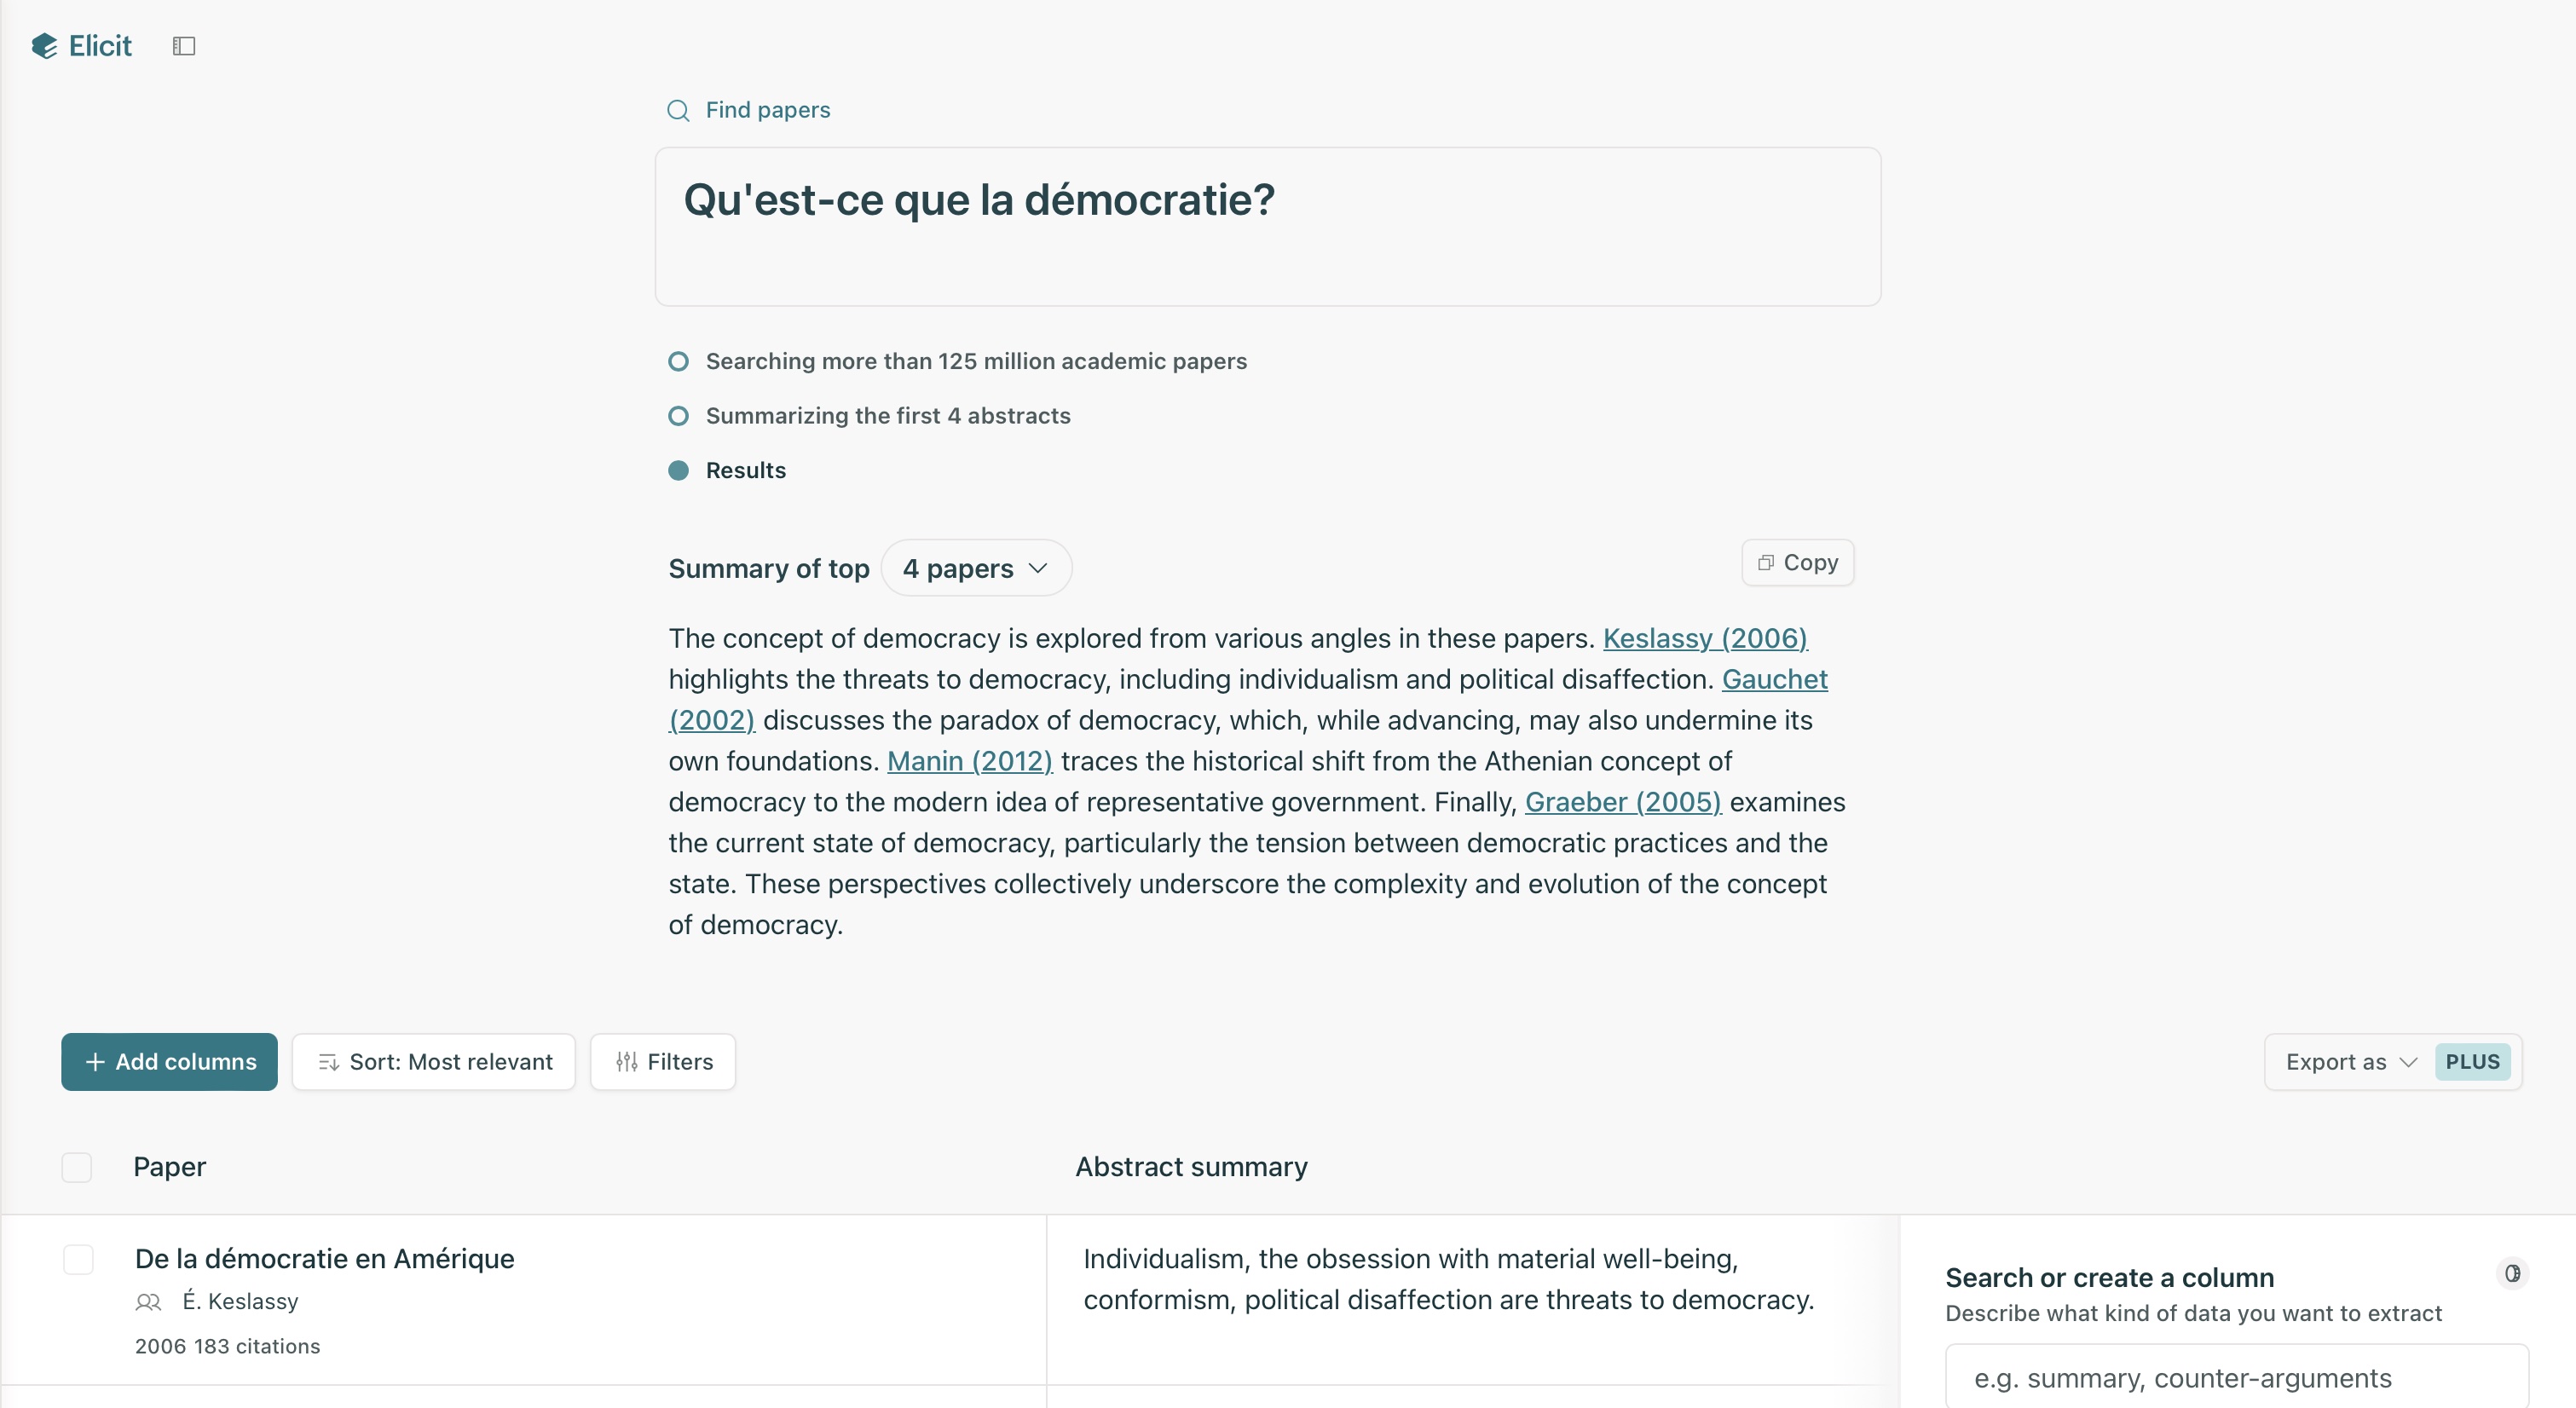 Elicit
Find papers
Qu'est-ce que la démocratie?
Searching more than 125 million academic papers
Summarizing the first 4 abstracts
Results
Summary of top 4 papers
Copy
The concept of democracy is explored from various angles in these papers. Keslassy (2006)
highlights the threats to democracy, including individualism and political disaffection. Gauchet
(2002) discusses the paradox of democracy, which, while advancing, may also undermine its
own foundations. Manin (2012) traces the historical shift from the Athenian concept of
democracy to the modern idea of representative government. Finally, Graeber (2005) examines
the current state of democracy, particularly the tension between democratic practices and the
state. These perspectives collectively underscore the complexity and evolution of the concept
of democracy.
Add columns
Sort: Most relevant
Filters
Export as
PLUS
Paper
Abstract summary
De la démocratie en Amérique
É. Keslassy
2006 183 citations
Individualism, the obsession with material well-being,
conformism, political disaffection are threats to democracy.
Search or create a column
Describe what kind of data you want to extract
e.g. summary, counter-arguments